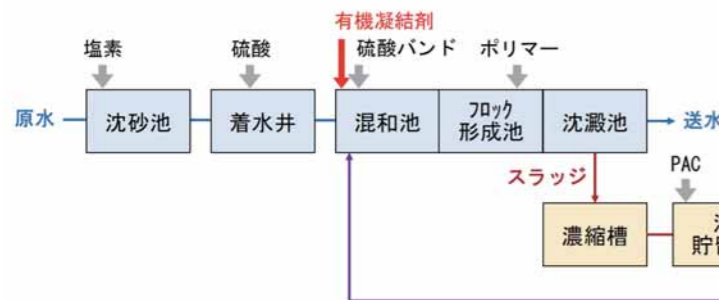 有機凝結剤
塩素
硫酸
硫酸バンド
ポリマー
原水
沈砂池
着水井
混和池
フロック
形成池
沈澱池
送水
スラッジ
PAC
濃縮槽
貯